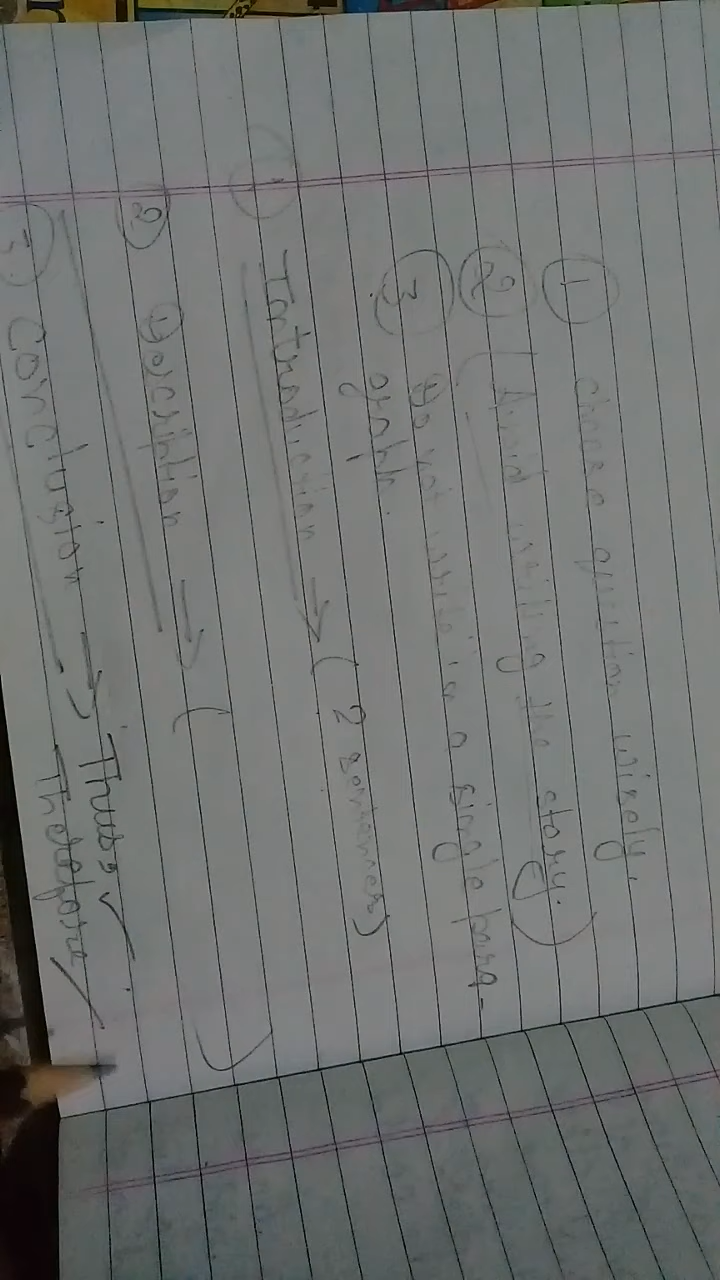 ① choose question wisely.
② (Avoid writing the story.)
③ Do not write in a single para-
graph.
① Introduction → (2 sentences)
② Description → ( )
③ Conclusion → Thus ✓
Therefore ✓